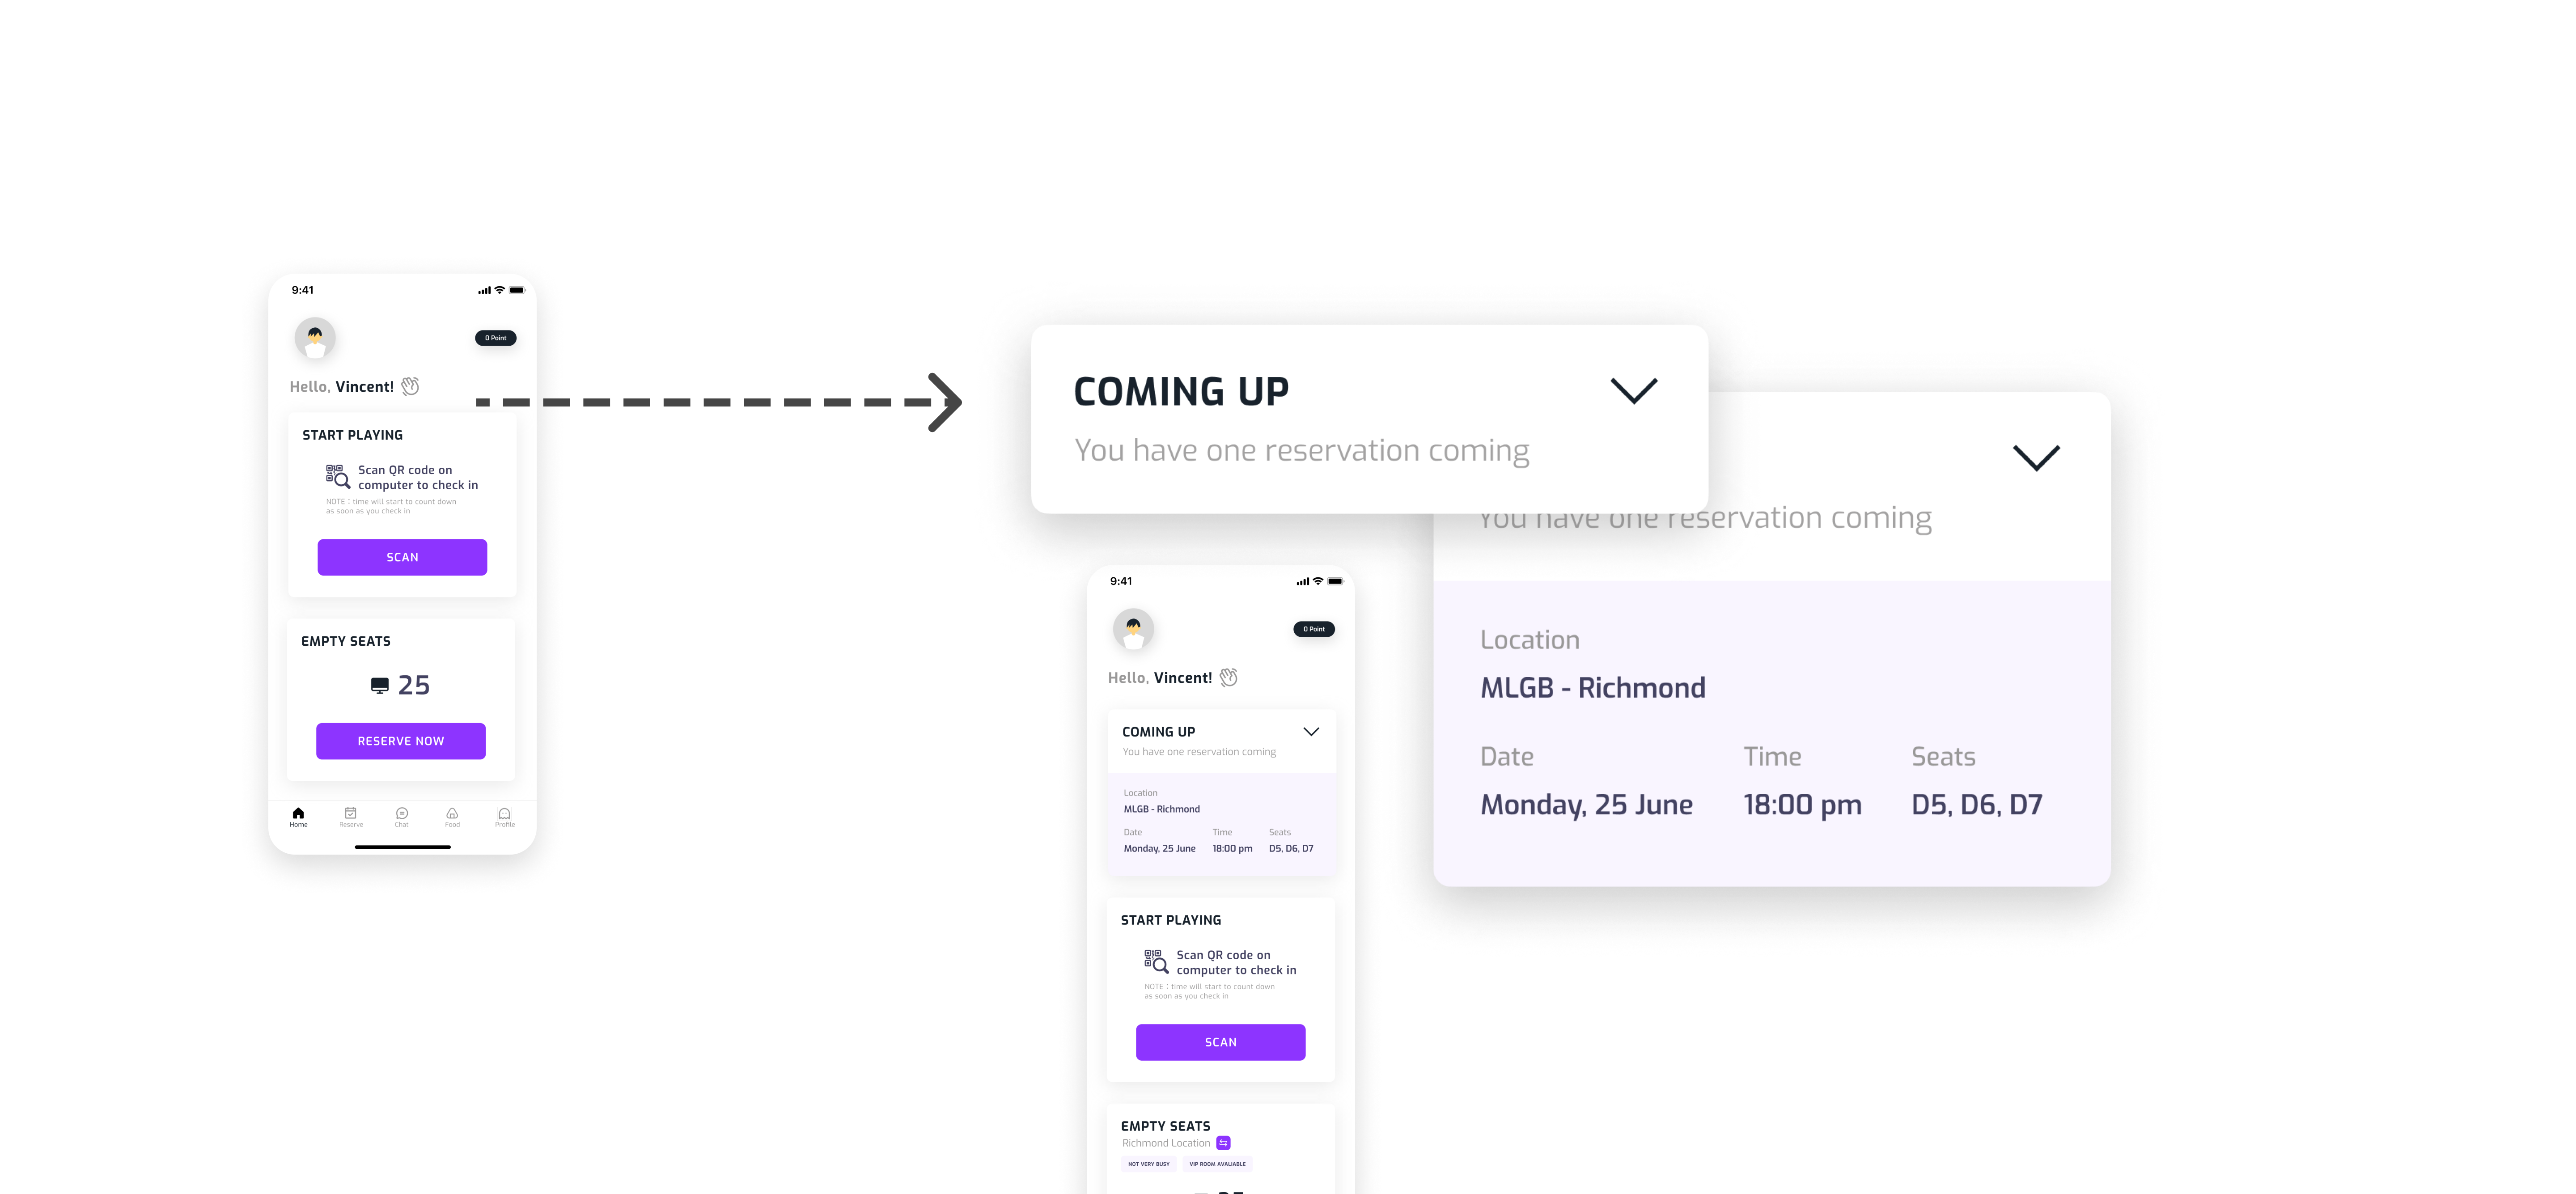 9:41
0 Point
Hello, Vincent!
START PLAYING
Scan QR code on
computer to check in
NOTE：time will start to count down
as soon as you check in
SCAN
EMPTY SEATS
25
RESERVE NOW
Home Reserve Chat Food Profile
COMING UP
You have one reservation coming
You have one reservation coming
Location
MLGB - Richmond
Date Time Seats
Monday, 25 June 18:00 pm D5, D6, D7
9:41
0 Point
Hello, Vincent!
COMING UP
You have one reservation coming
Location
MLGB - Richmond
Date Time Seats
Monday, 25 June 18:00 pm D5, D6, D7
START PLAYING
Scan QR code on
computer to check in
NOTE：time will start to count down
as soon as you check in
SCAN
EMPTY SEATS
Richmond Location
NOT VERY BUSY VIP ROOM AVALIABLE